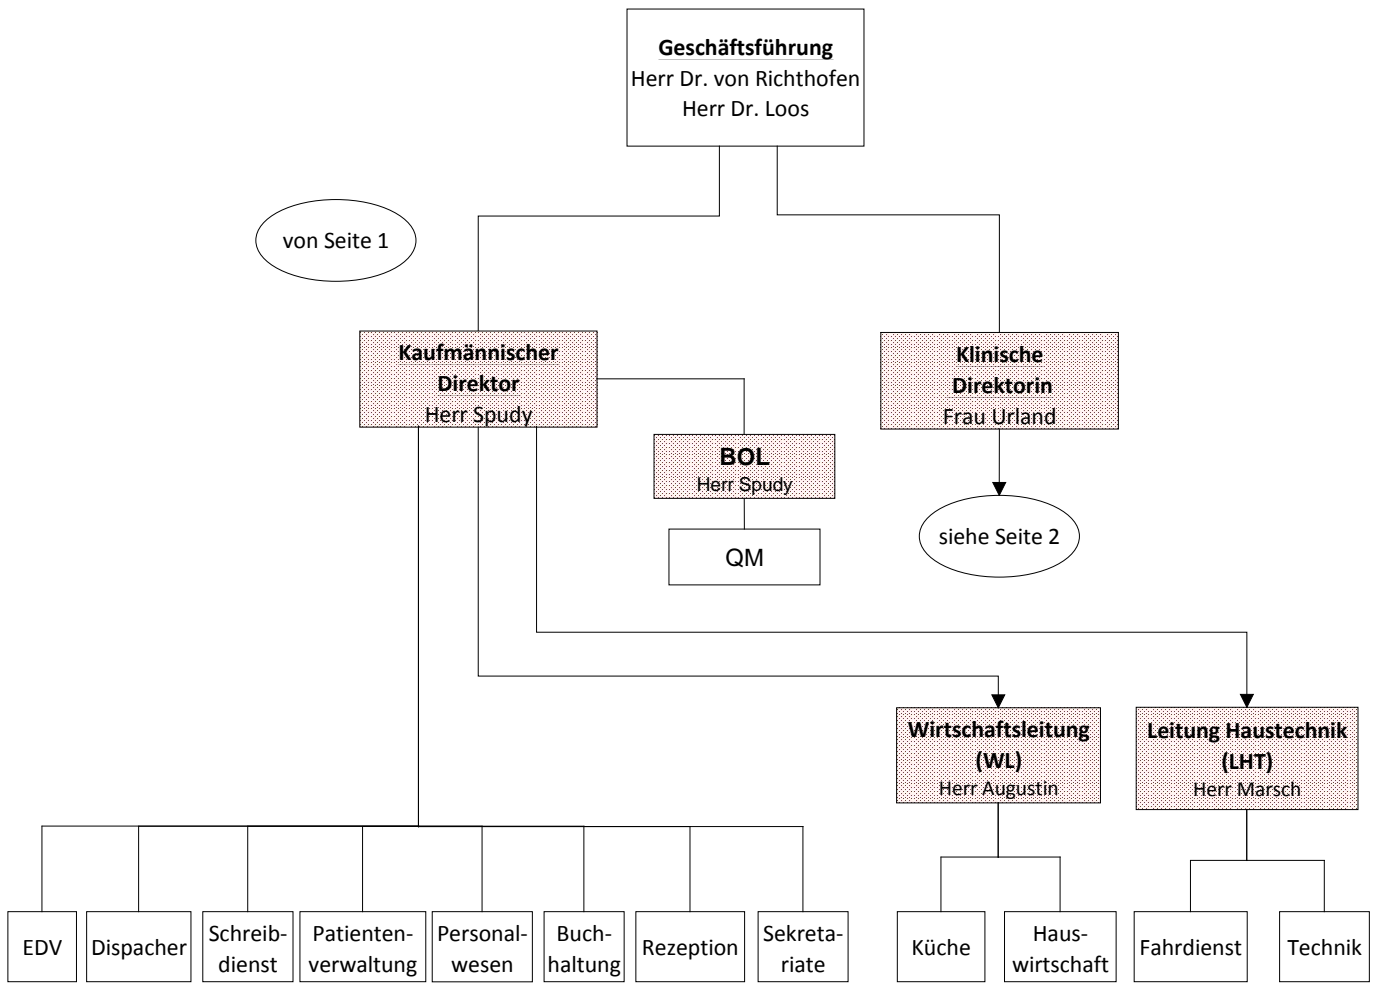 Geschäftsführung
Herr Dr. von Richthofen
Herr Dr. Loos
von Seite 1
Kaufmännischer
Direktor
Herr Spudy
Klinische
Direktorin
Frau Urland
BOL
Herr Spudy
QM
siehe Seite 2
Wirtschaftsleitung
(WL)
Herr Augustin
Leitung Haustechnik
(LHT)
Herr Marsch
EDV
Dispacher
Schreib-
dienst
Patienten-
verwaltung
Personal-
wesen
Buch-
haltung
Rezeption
Sekreta-
riate
Küche
Haus-
wirtschaft
Fahrdienst
Technik